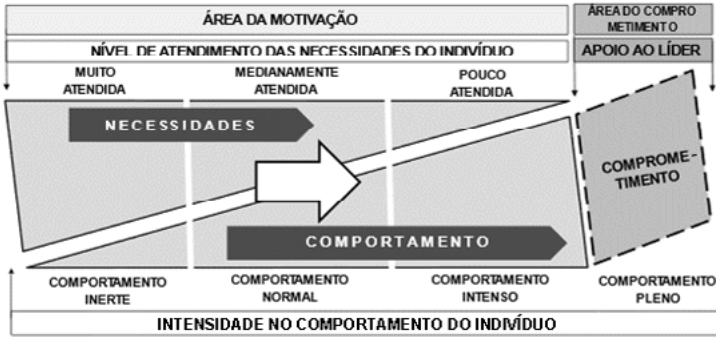 ÁREA DA MOTIVAÇÃO
ÁREA DO COMPRO
METIMENTO
NÍVEL DE ATENDIMENTO DAS NECESSIDADES DO INDIVÍDUO
APOIO AO LÍDER
MUITO
ATENDIDA
MEDIANAMENTE
ATENDIDA
POUCO
ATENDIDA
NECESSIDADES
COMPROME-
TIMENTO
COMPORTAMENTO
COMPORTAMENTO
INERTE
COMPORTAMENTO
NORMAL
COMPORTAMENTO
INTENSO
COMPORTAMENTO
PLENO
INTENSIDADE NO COMPORTAMENTO DO INDIVÍDUO